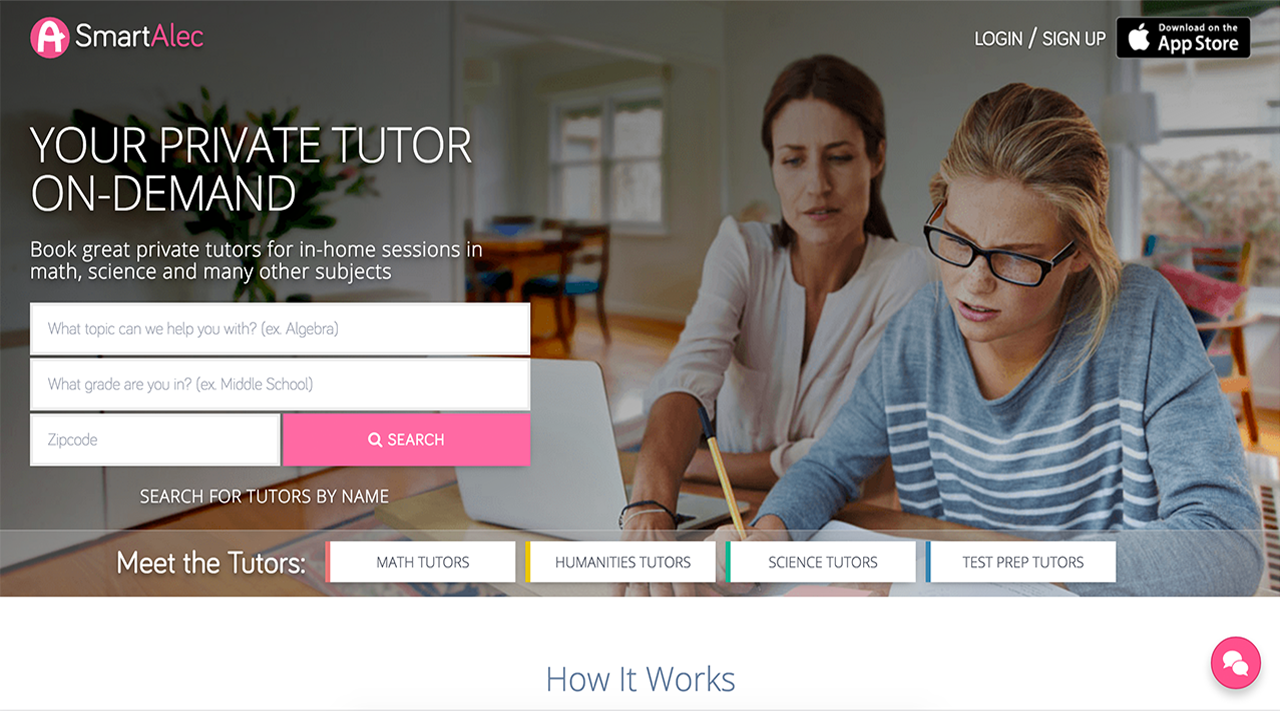 SmartAlec
LOGIN / SIGN UP
Download on the
App Store
YOUR PRIVATE TUTOR
ON-DEMAND
Book great private tutors for in-home sessions in
math, science and many other subjects
What topic can we help you with? (ex. Algebra)
What grade are you in? (ex. Middle School)
Zipcode
SEARCH
SEARCH FOR TUTORS BY NAME
Meet the Tutors:
MATH TUTORS
HUMANITIES TUTORS
SCIENCE TUTORS
TEST PREP TUTORS
How It Works